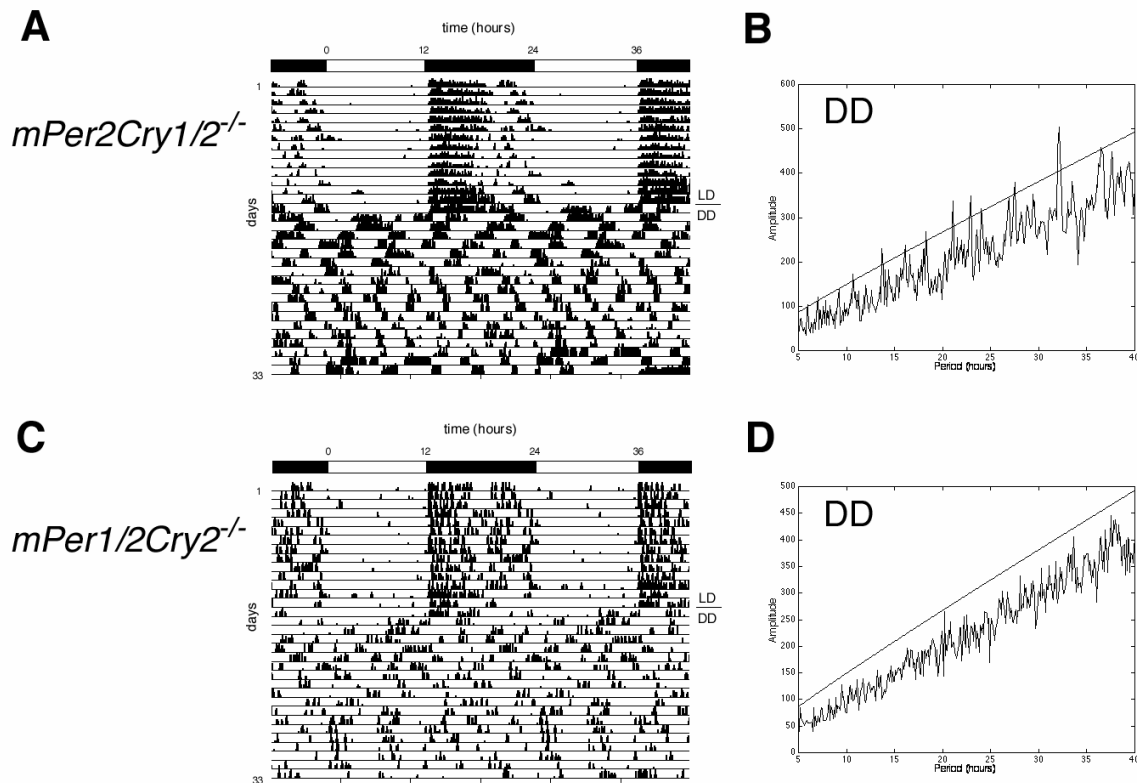 A
time (hours)
0 12 24 36
mPer2Cry1/2-/-
1
days
33
LD
DD
B
DD
600
500
400
300
200
100
0
Amplitude
5 10 15 20 25 30 35 40
Period (hours)
C
time (hours)
0 12 24 36
mPer1/2Cry2-/-
1
days
33
LD
DD
D
DD
500
450
400
350
300
250
200
150
100
50
0
Amplitude
5 10 15 20 25 30 35 40
Period (hours)